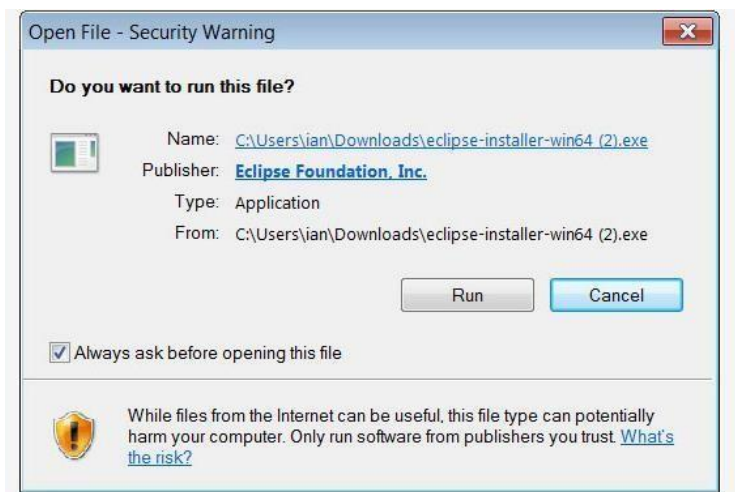 Open File - Security Warning
Do you want to run this file?
Name: C:\Users\ian\Downloads\eclipse-installer-win64 (2).exe
Publisher: Eclipse Foundation, Inc.
Type: Application
From: C:\Users\ian\Downloads\eclipse-installer-win64 (2).exe
Run Cancel
Always ask before opening this file
While files from the Internet can be useful, this file type can potentially
harm your computer. Only run software from publishers you trust. What's
the risk?